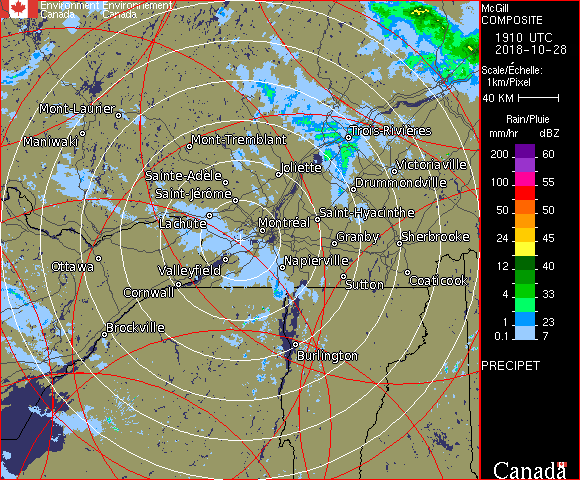 Environment Environnement
Canada Canada
McGill
COMPOSITE
1910 UTC
2018-10-28
Scale/Échelle:
1km/Pixel
40 KM
Rain/Pluie
mm/hr dBZ
200 60
100 55
50 50
24 45
12 40
4 33
1 23
0.1 7
PRECIPET
Canada
Mont-Laurier
Maniwaki
Mont-Tremblant
Trois-Rivières
Joliette
Victoriaville
Sainte-Adèle
Drummondville
Saint-Jérôme
Lachute
Saint-Hyacinthe
Montréal
Granby
Sherbrooke
Ottawa
Valleyfield
Napierville
Coaticook
Sutton
Cornwall
Brockville
Burlington